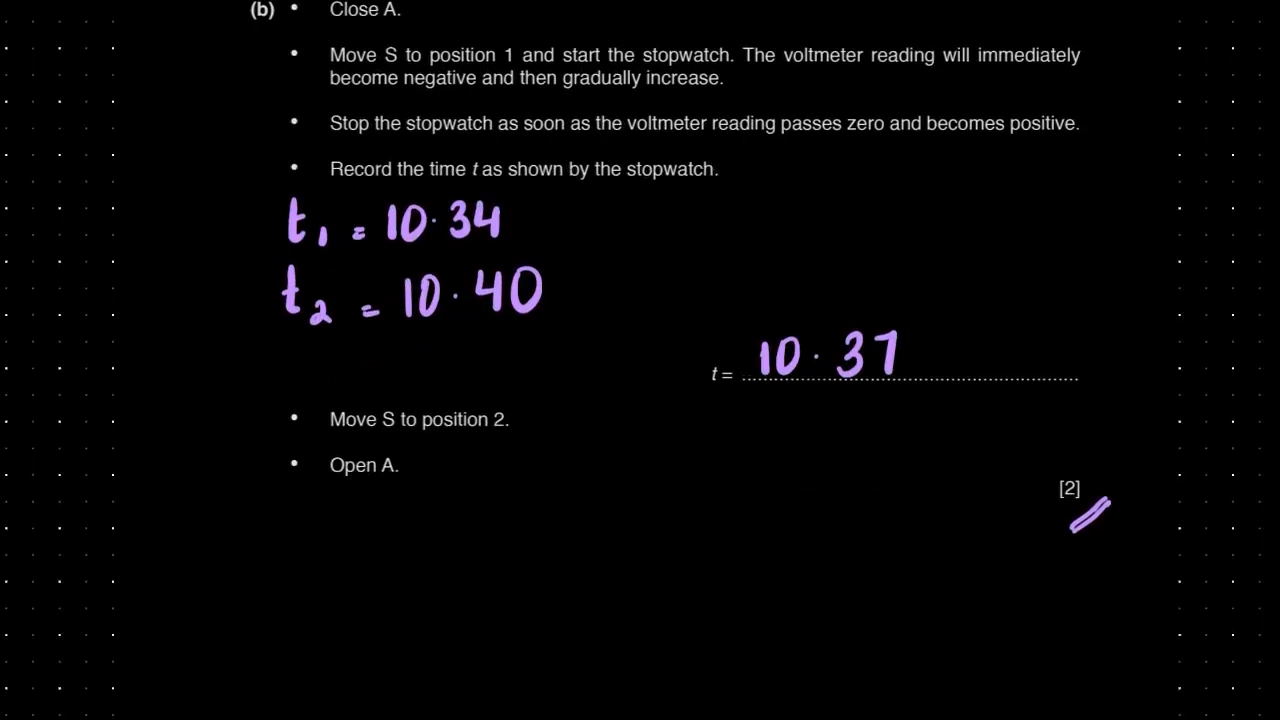 (b) • Close A.
• Move S to position 1 and start the stopwatch. The voltmeter reading will immediately
become negative and then gradually increase.
• Stop the stopwatch as soon as the voltmeter reading passes zero and becomes positive.
• Record the time t as shown by the stopwatch.
t1 = 10.34
t2 = 10.40
t = 10.37
• Move S to position 2.
• Open A.
[2]